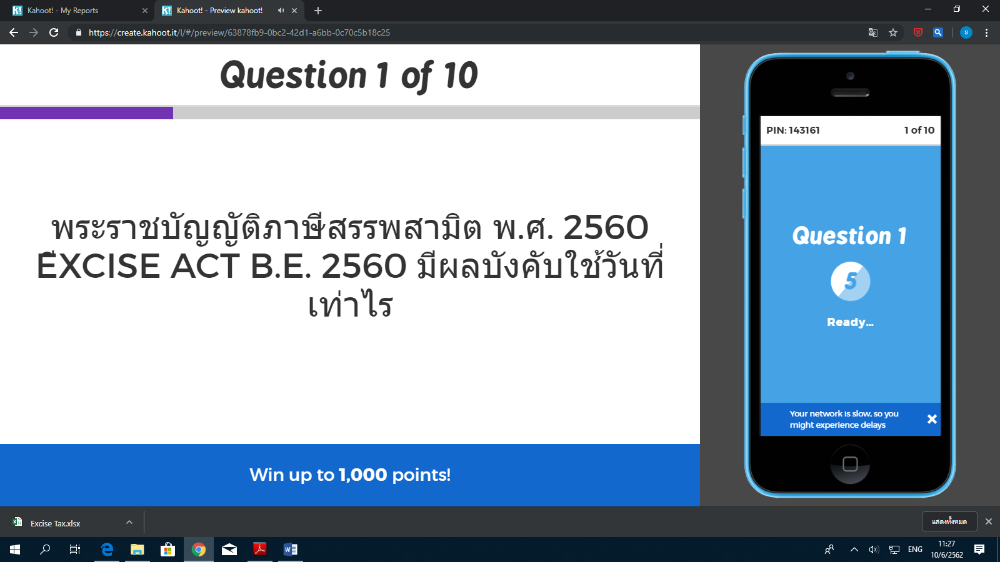 Kahoot! - My Reports
Kahoot! - Preview kahoot!
https://create.kahoot.it/l/#/preview/63878fb9-0bc2-42d1-a6bb-0c70c5b18c25
S
Question 1 of 10
พระราชบัญญัติภาษีสรรพสามิต พ.ศ. 2560
EXCISE ACT B.E. 2560 มีผลบังคับใช้วันที่
เท่าไร
Win up to 1,000 points!
PIN: 143161
1 of 10
Question 1
5
Ready...
Your network is slow, so you
might experience delays
Excise Tax.xlsx
แสดงทั้งหมด
ENG
11:27
10/6/2562